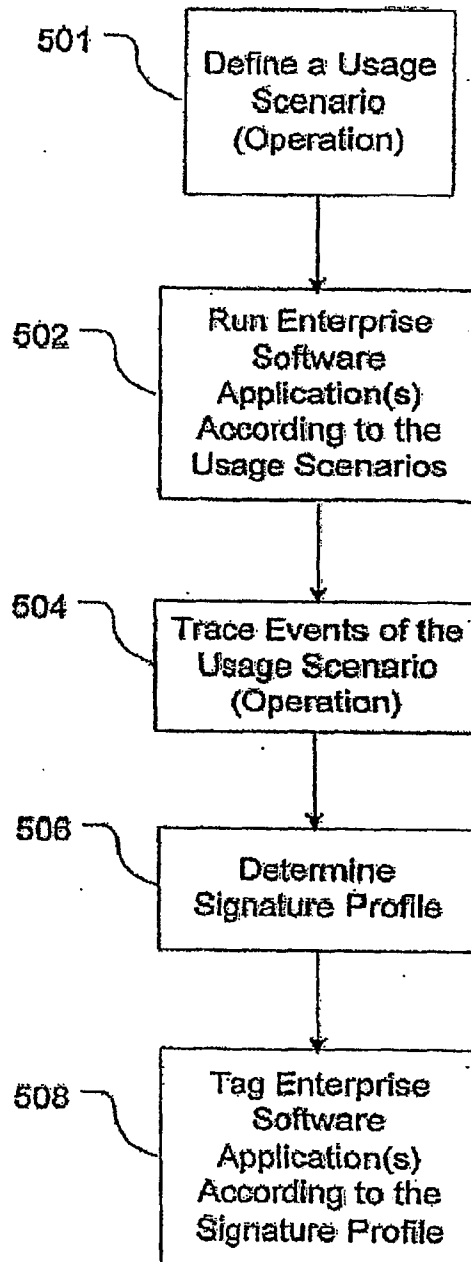 501
Define a Usage
Scenario
(Operation)
502
Run Enterprise
Software
Application(s)
According to the
Usage Scenarios
504
Trace Events of the
Usage Scenario
(Operation)
506
Determine
Signature Profile
508
Tag Enterprise
Software
Application(s)
According to the
Signature Profile